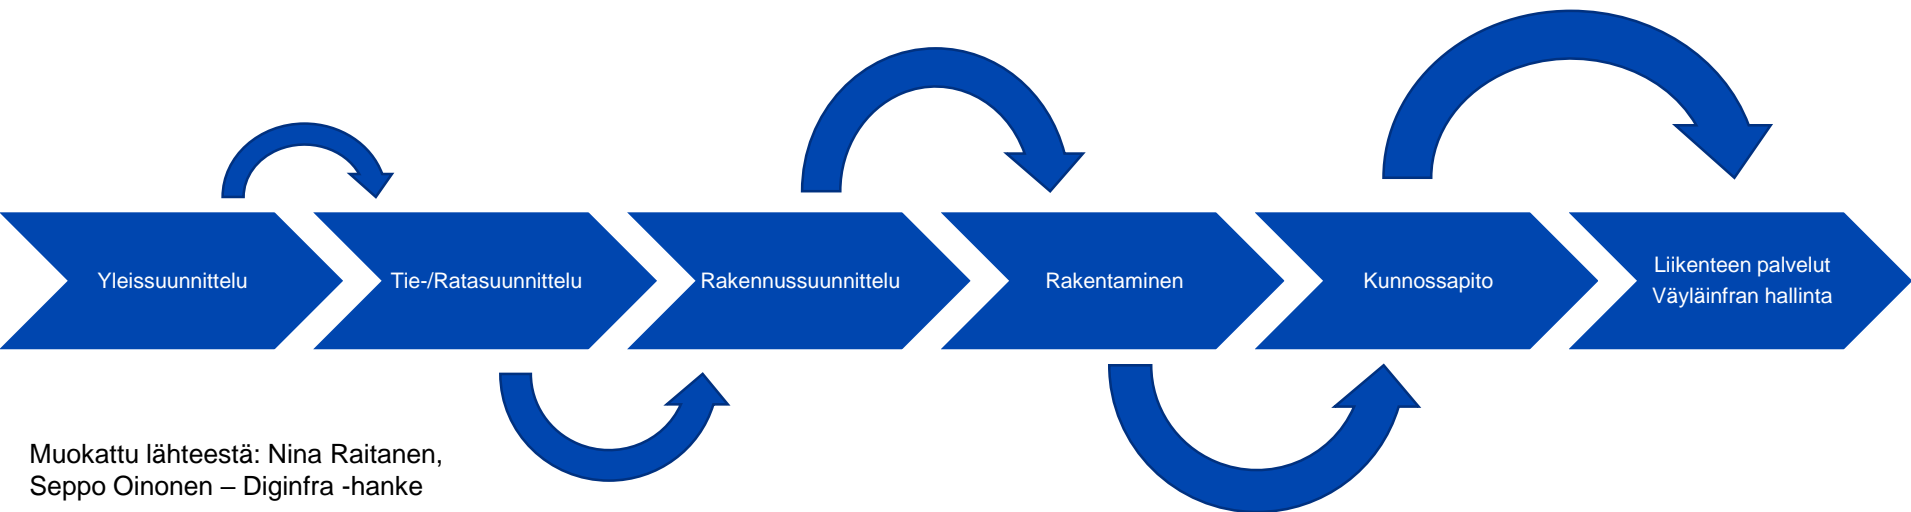 Yleissuunnittelu
Tie-/Ratasuunnittelu
Rakennussuunnittelu
Rakentaminen
Kunnossapito
Liikenteen palvelut
Väyläinfran hallinta
Muokattu lähteestä: Nina Raitanen,
Seppo Oinonen – Diginfra -hanke